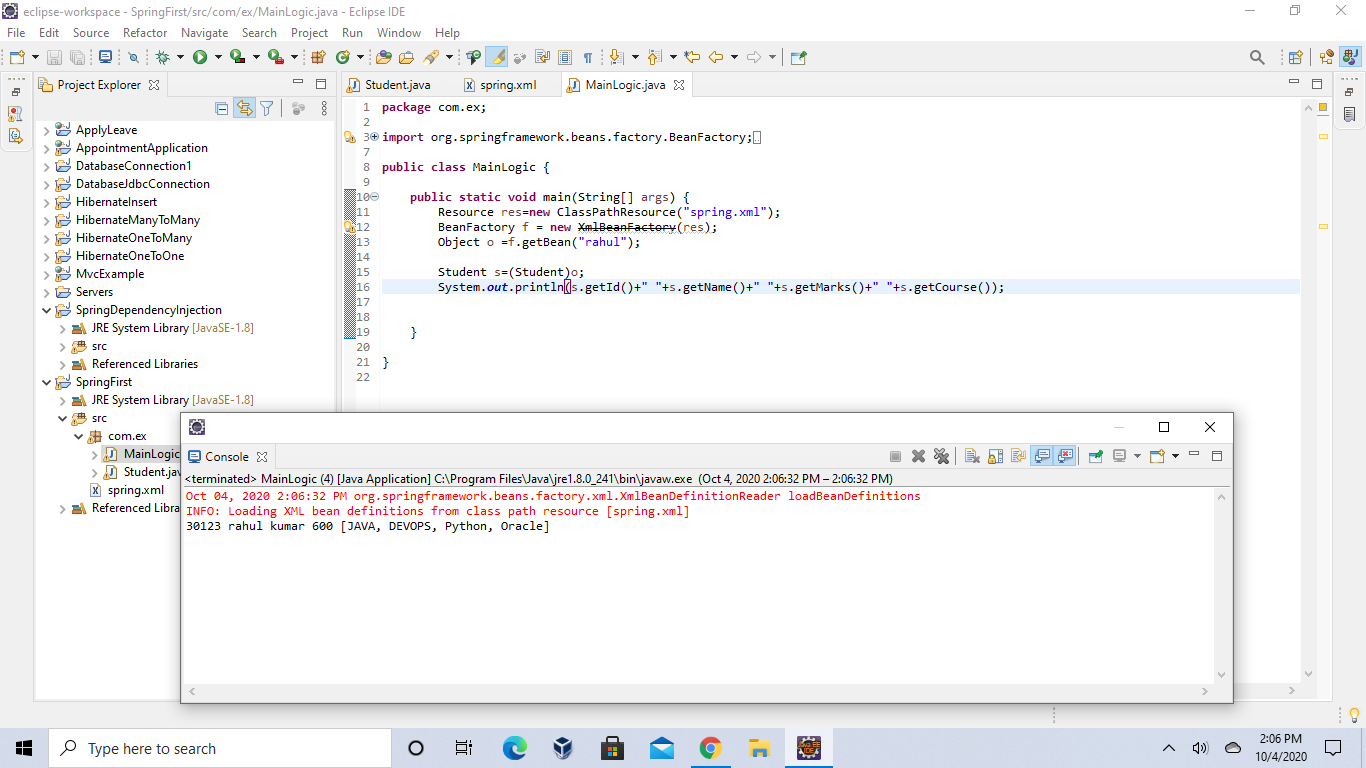 eclipse-workspace - SpringFirst/src/com/ex/MainLogic.java - Eclipse IDE
File Edit Source Refactor Navigate Search Project Run Window Help
Project Explorer
ApplyLeave
AppointmentApplication
DatabaseConnection1
DatabaseJdbcConnection
HibernateInsert
HibernateManyToMany
HibernateOneToMany
HibernateOneToOne
MvcExample
Servers
SpringDependencyInjection
JRE System Library [JavaSE-1.8]
src
Referenced Libraries
SpringFirst
JRE System Library [JavaSE-1.8]
src
com.ex
MainLogic
Student.jav
spring.xml
Referenced Libra
Student.java spring.xml MainLogic.java
1 package com.ex;
2
3 import org.springframework.beans.factory.BeanFactory;
7
8 public class MainLogic {
9
10 public static void main(String[] args) {
11 Resource res=new ClassPathResource("spring.xml");
12 BeanFactory f = new XmlBeanFactory(res);
13 Object o =f.getBean("rahul");
14
15 Student s=(Student)o;
16 System.out.println(s.getId()+" "+s.getName()+" "+s.getMarks()+" "+s.getCourse());
17
18
19 }
20
21 }
22
Console
<terminated> MainLogic (4) [Java Application] C:\Program Files\Java\jre1.8.0_241\bin\javaw.exe (Oct 4, 2020 2:06:32 PM – 2:06:32 PM)
Oct 04, 2020 2:06:32 PM org.springframework.beans.factory.xml.XmlBeanDefinitionReader loadBeanDefinitions
INFO: Loading XML bean definitions from class path resource [spring.xml]
30123 rahul kumar 600 [JAVA, DEVOPS, Python, Oracle]
Type here to search
Java EE
IDE
2:06 PM
10/4/2020